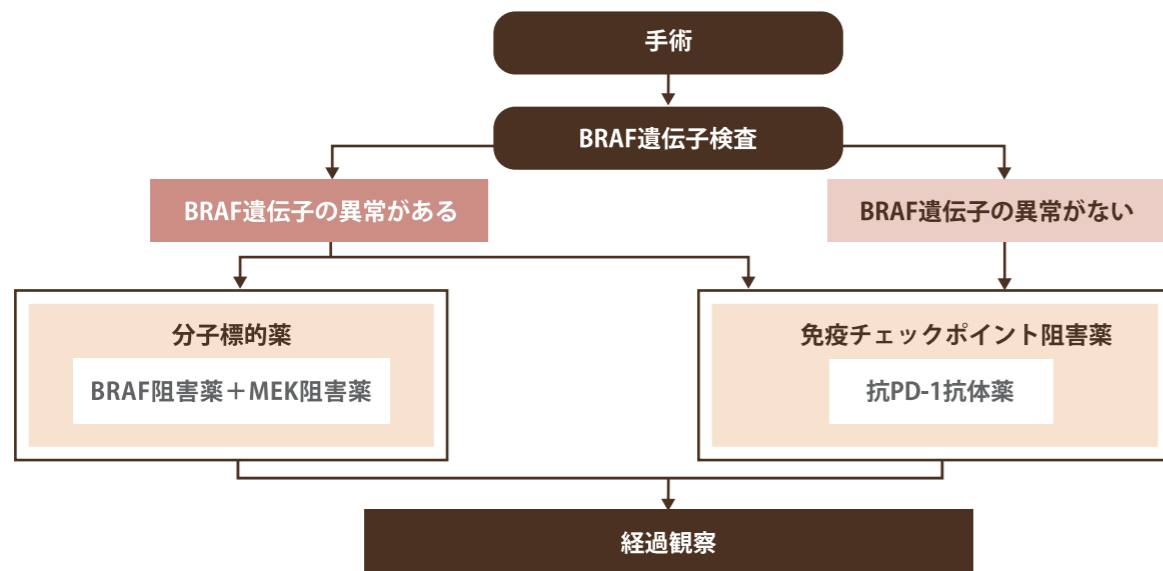 手術
BRAF遺伝子検査
BRAF遺伝子の異常がある
BRAF遺伝子の異常がない
分子標的薬
BRAF阻害薬＋MEK阻害薬
免疫チェックポイント阻害薬
抗PD-1抗体薬
経過観察